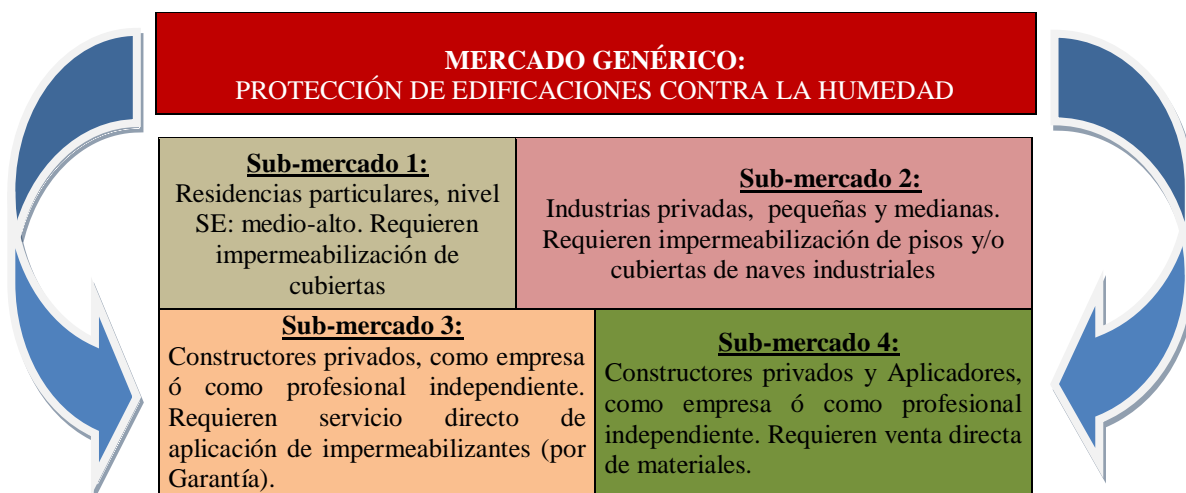 MERCADO GENÉRICO:
PROTECCIÓN DE EDIFICACIONES CONTRA LA HUMEDAD
Sub-mercado 1:
Residencias particulares, nivel
SE: medio-alto. Requieren
impermeabilización de
cubiertas
Sub-mercado 2:
Industrias privadas, pequeñas y medianas.
Requieren impermeabilización de pisos y/o
cubiertas de naves industriales
Sub-mercado 3:
Constructores privados, como empresa
ó como profesional independiente.
Requieren servicio directo de
aplicación de impermeabilizantes (por
Garantía).
Sub-mercado 4:
Constructores privados y Aplicadores,
como empresa ó como profesional
independiente. Requieren venta directa
de materiales.